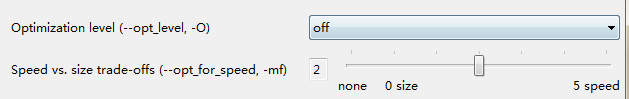 Optimization level (--opt_level, -O) off
Speed vs. size trade-offs (--opt_for_speed, -mf) 2
none 0 size 5 speed